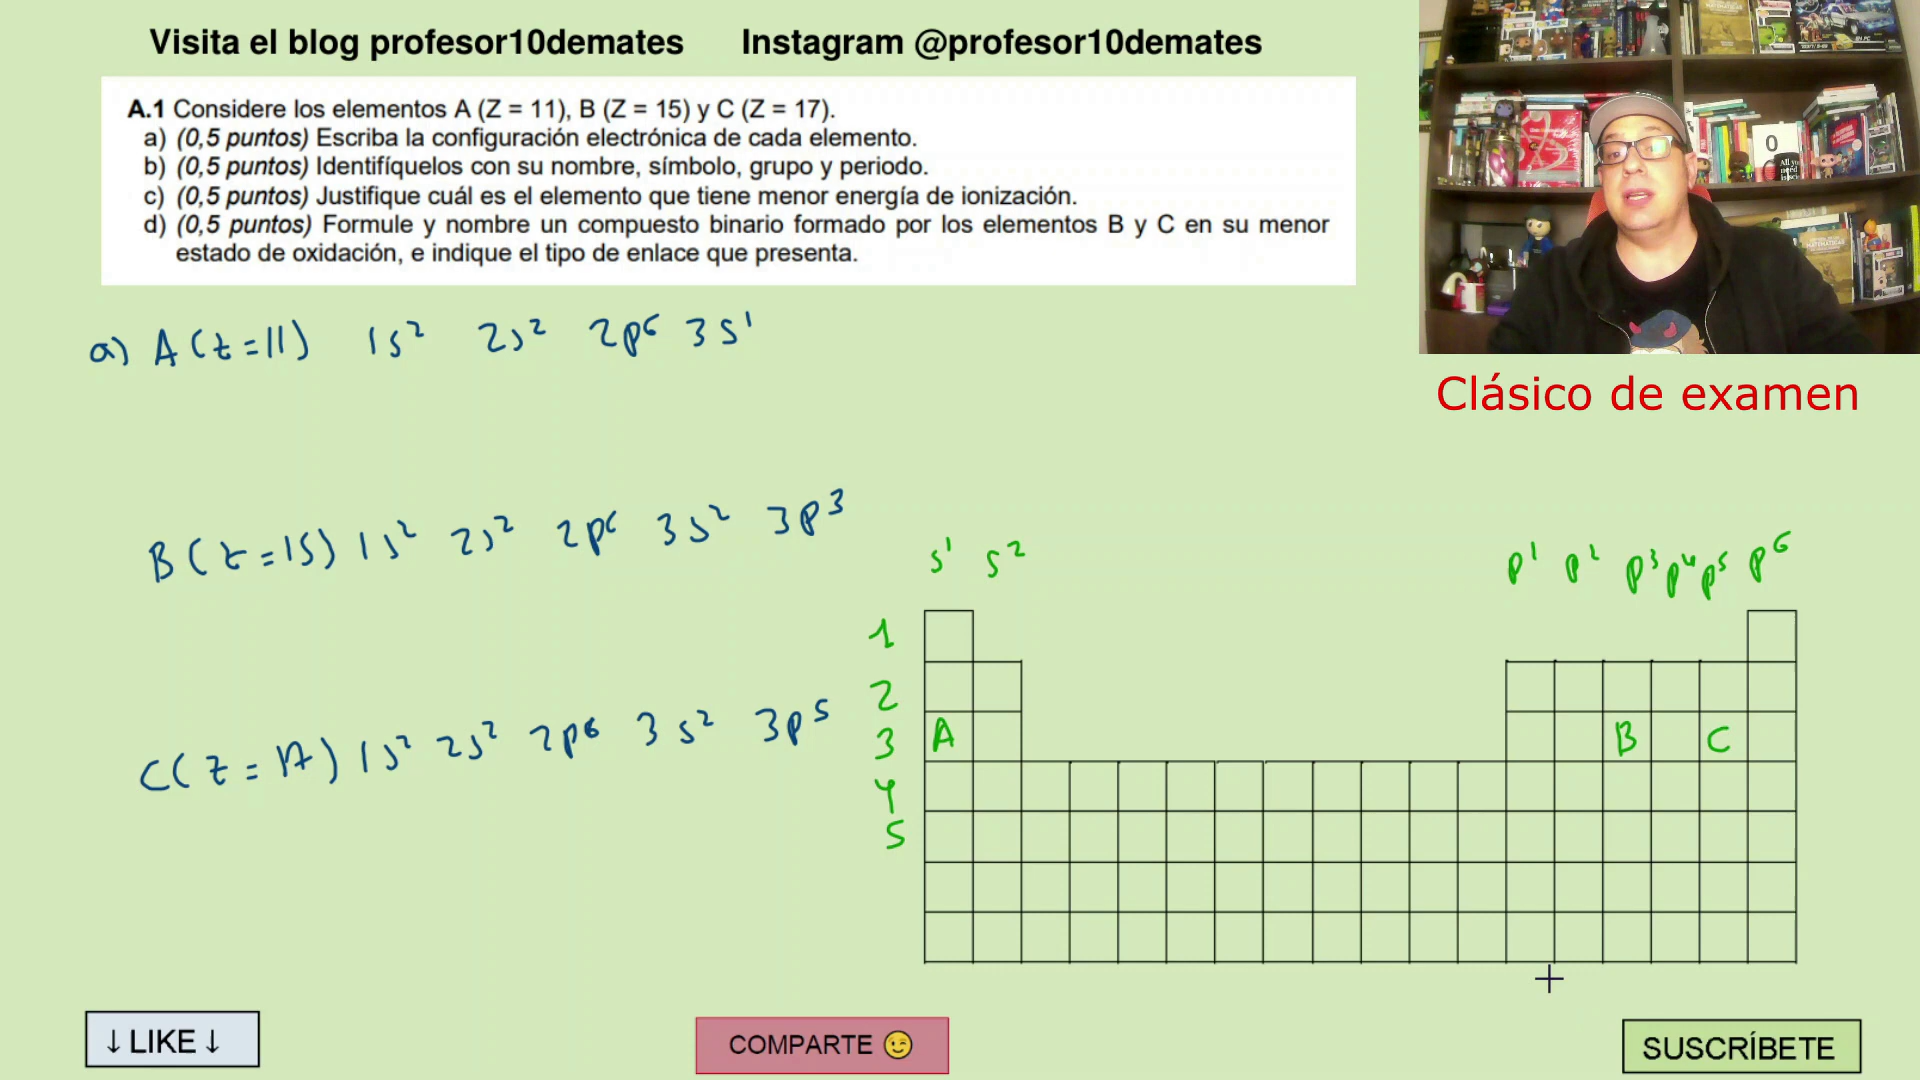 Visita el blog profesor10demates Instagram @profesor10demates
A.1 Considere los elementos A (Z = 11), B (Z = 15) y C (Z = 17).
a) (0,5 puntos) Escriba la configuración electrónica de cada elemento.
b) (0,5 puntos) Identifíquelos con su nombre, símbolo, grupo y periodo.
c) (0,5 puntos) Justifique cuál es el elemento que tiene menor energía de ionización.
d) (0,5 puntos) Formule y nombre un compuesto binario formado por los elementos B y C en su menor
estado de oxidación, e indique el tipo de enlace que presenta.
0
Clásico de examen
a) A (z=11) 1s² 2s² 2p⁶ 3s¹
B (z=15) 1s² 2s² 2p⁶ 3s² 3p³
s¹ s² p¹ p² p³ p⁴ p⁵ p⁶
1
2
C (z=17) 1s² 2s² 2p⁶ 3s² 3p⁵
3 A B C
4
5
↓ LIKE ↓
COMPARTE 😉
SUSCRÍBETE